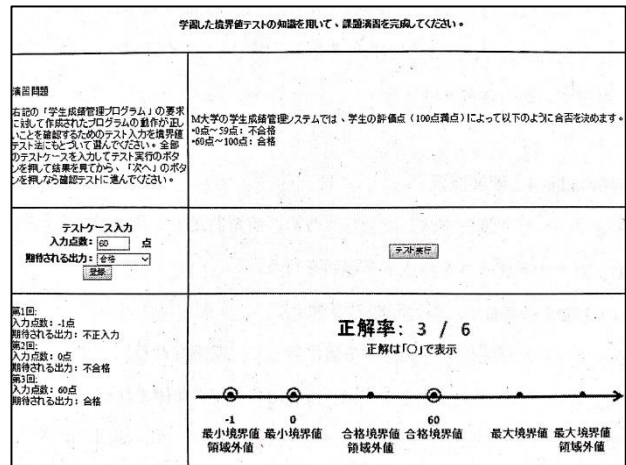 学習した境界値テストの知識を用いて、課題演習を完成してください。
演習問題
右記の「学生成績管理プログラム」の要求
に対して作成されたプログラムの動作が正し
いことを確認するためのテスト入力を境界値
テスト法にもとづいて選んでください。全部
のテストケースを入力してテスト実行のボタ
ンを押して結果を見てから、「次へ」のボタ
ンを押しなら確認テストに進んでください。
M大学の学生成績管理システムでは、学生の評価点（100点満点）によって以下のように合否を決めます。
・0点～59点：不合格
・60点～100点：合格
テストケース入力
入力点数： 60 点
期待される出力： 合格
登録
テスト実行
第1回:
入力点数： -1点
期待される出力： 不正入力
第2回:
入力点数： 0点
期待される出力： 不合格
第3回:
入力点数： 60点
期待される出力： 合格
正解率： 3 / 6
正解は「〇」で表示
-1 0 60
最小境界値 最小境界値 合格境界値 合格境界値 最大境界値 最大境界値
領域外値 領域外値 領域外値